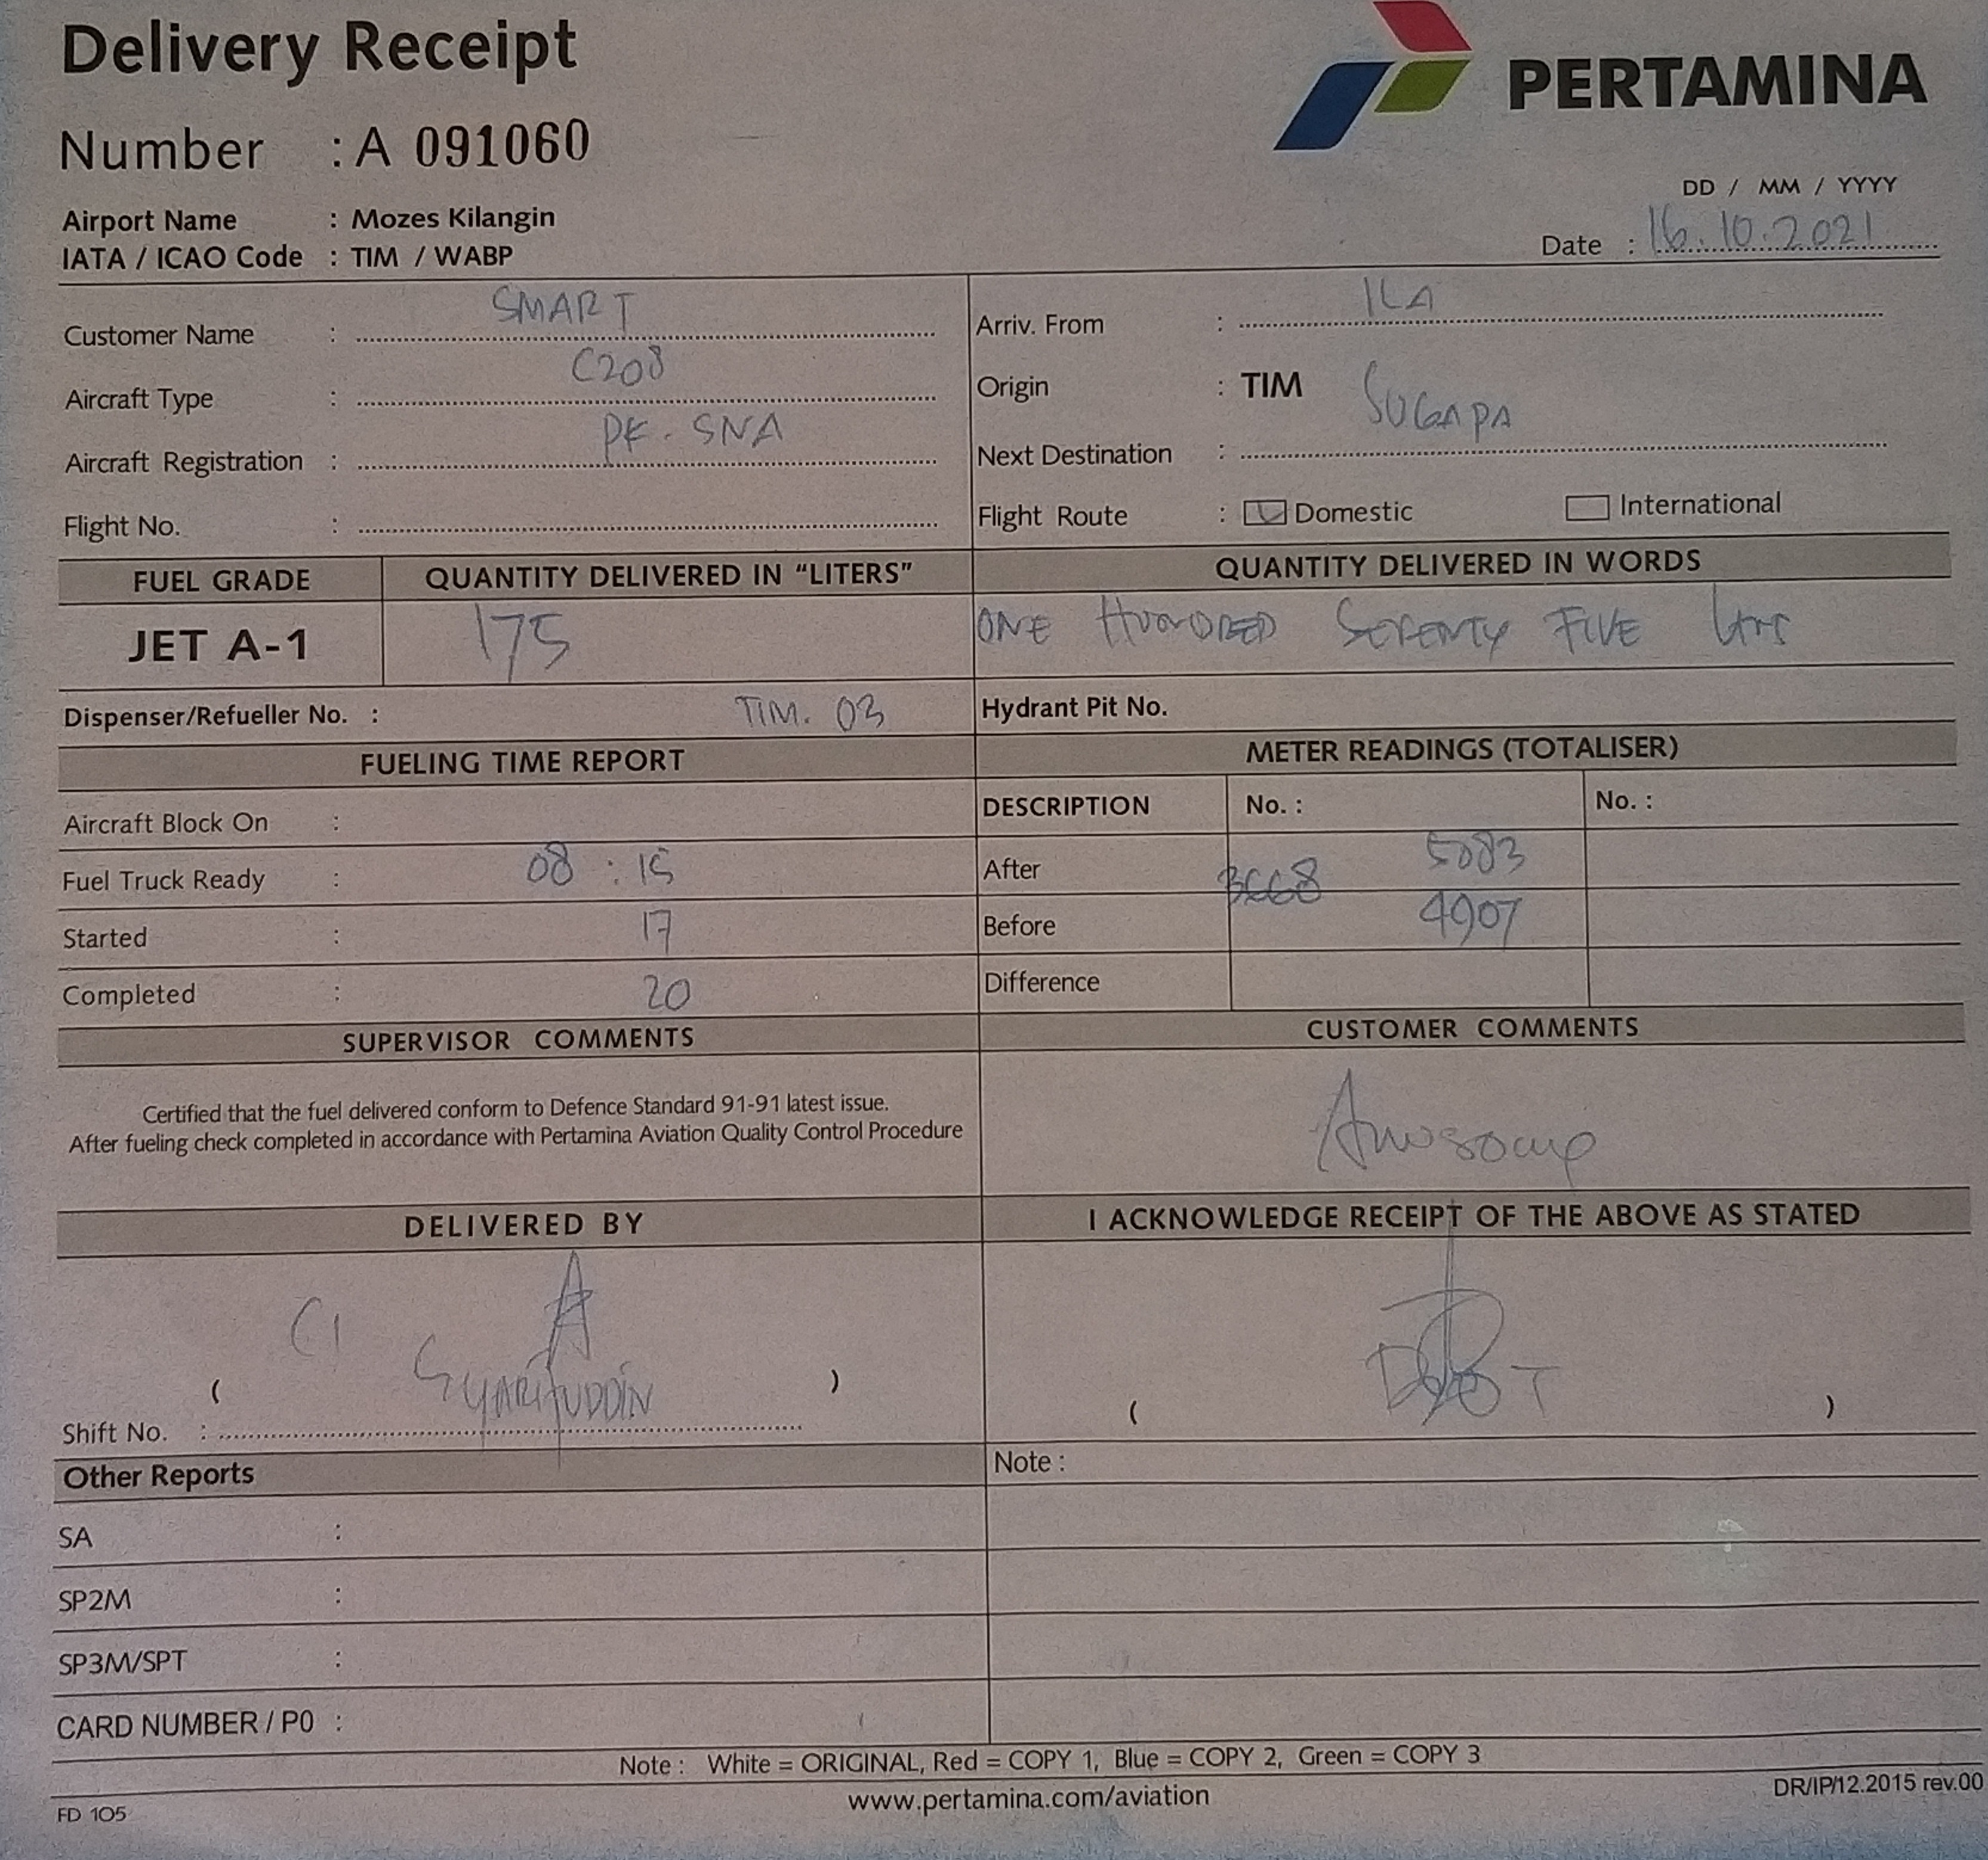 Delivery Receipt
PERTAMINA
Number : A 091060
DD / MM / YYYY
Airport Name : Mozes Kilangin
IATA / ICAO Code : TIM / WABP
Date : 16.10.2021
Customer Name : SMART
Arriv. From : ILA
Aircraft Type : C208
Origin : TIM
Aircraft Registration : PK-SNA
Next Destination : SUGAPA
Flight No. :
Flight Route : Domestic International
FUEL GRADE QUANTITY DELIVERED IN “LITERS” QUANTITY DELIVERED IN WORDS
JET A-1 175 ONE HUNDRED SEVENTY FIVE Ltrs
Dispenser/Refueller No. : TIM. 03 Hydrant Pit No.
FUELING TIME REPORT METER READINGS (TOTALISER)
Aircraft Block On : DESCRIPTION No. : No. :
Fuel Truck Ready : 08 : 15 After 5083
Started : 17 Before 4907
Completed : 20 Difference
SUPERVISOR COMMENTS CUSTOMER COMMENTS
Certified that the fuel delivered conform to Defence Standard 91-91 latest issue.
After fueling check completed in accordance with Pertamina Aviation Quality Control Procedure
Awesome
DELIVERED BY I ACKNOWLEDGE RECEIPT OF THE ABOVE AS STATED
( SYARIFUDDIN ) ( )
Shift No. :
Other Reports Note :
SA :
SP2M :
SP3M/SPT :
CARD NUMBER / P0 :
Note : White = ORIGINAL, Red = COPY 1, Blue = COPY 2, Green = COPY 3
FD 105 www.pertamina.com/aviation DR/IP/12.2015 rev.00